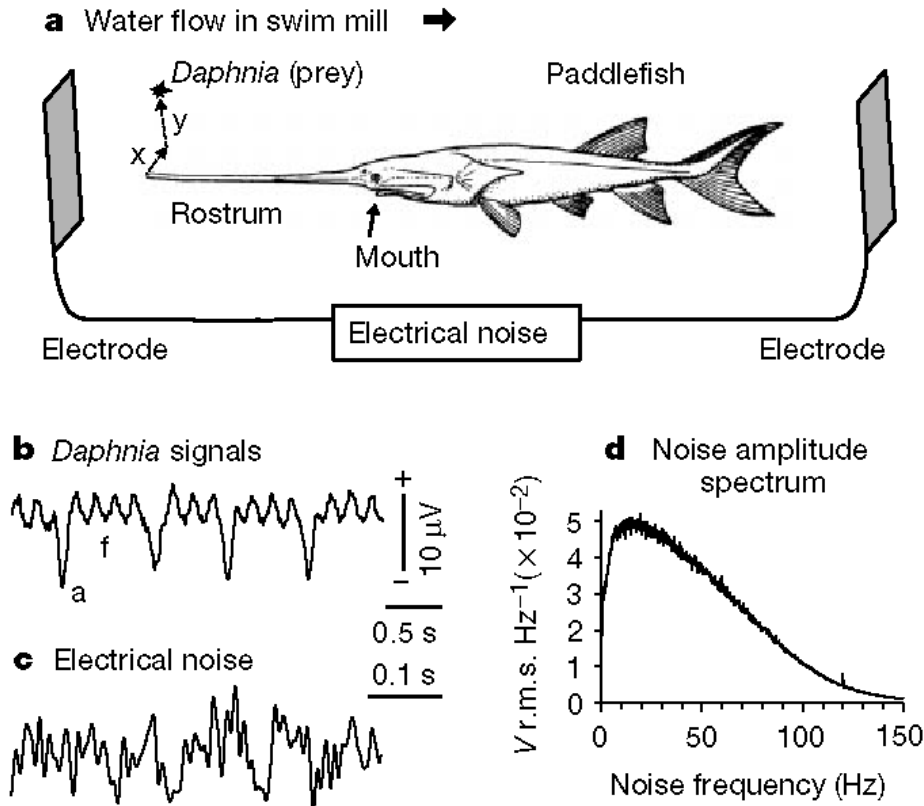 a Water flow in swim mill
Daphnia (prey)
Paddlefish
y
x
Rostrum
Mouth
Electrical noise
Electrode
Electrode
b Daphnia signals
+
10 μV
−
f
a
0.5 s
c Electrical noise
0.1 s
d Noise amplitude
spectrum
V r.m.s. Hz⁻¹ (× 10⁻²)
5
4
3
2
1
0
0 50 100 150
Noise frequency (Hz)